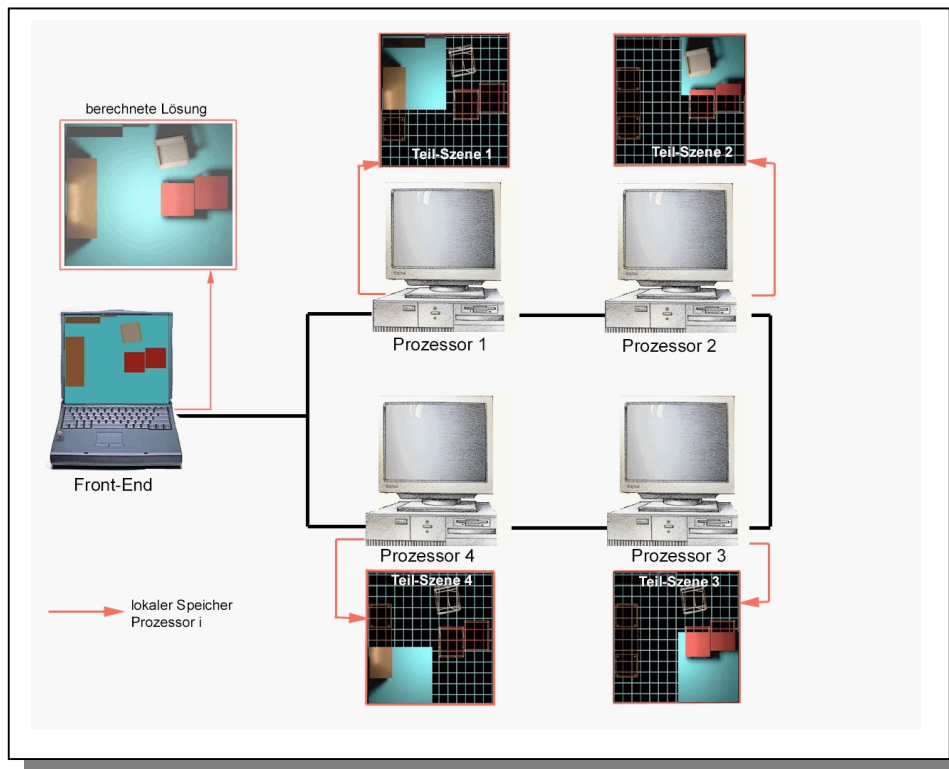 berechnete Lösung
Teil-Szene 1
Teil-Szene 2
Prozessor 1
Prozessor 2
Front-End
Prozessor 4
Prozessor 3
Teil-Szene 4
Teil-Szene 3
lokaler Speicher
Prozessor i